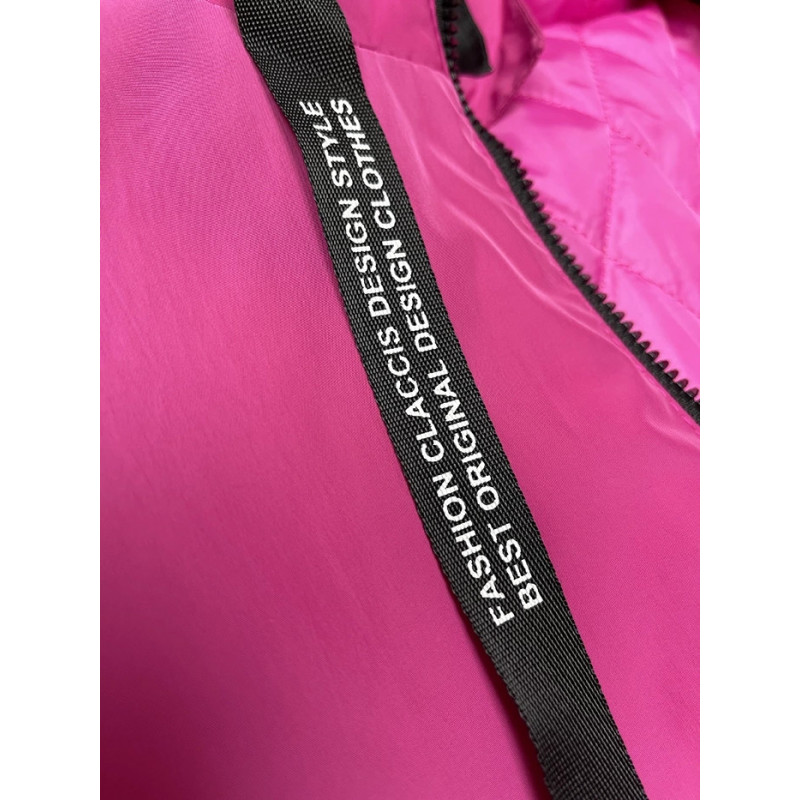 FASHION CLACCIS DESIGN STYLE
BEST ORIGINAL DESIGN CLOTHES